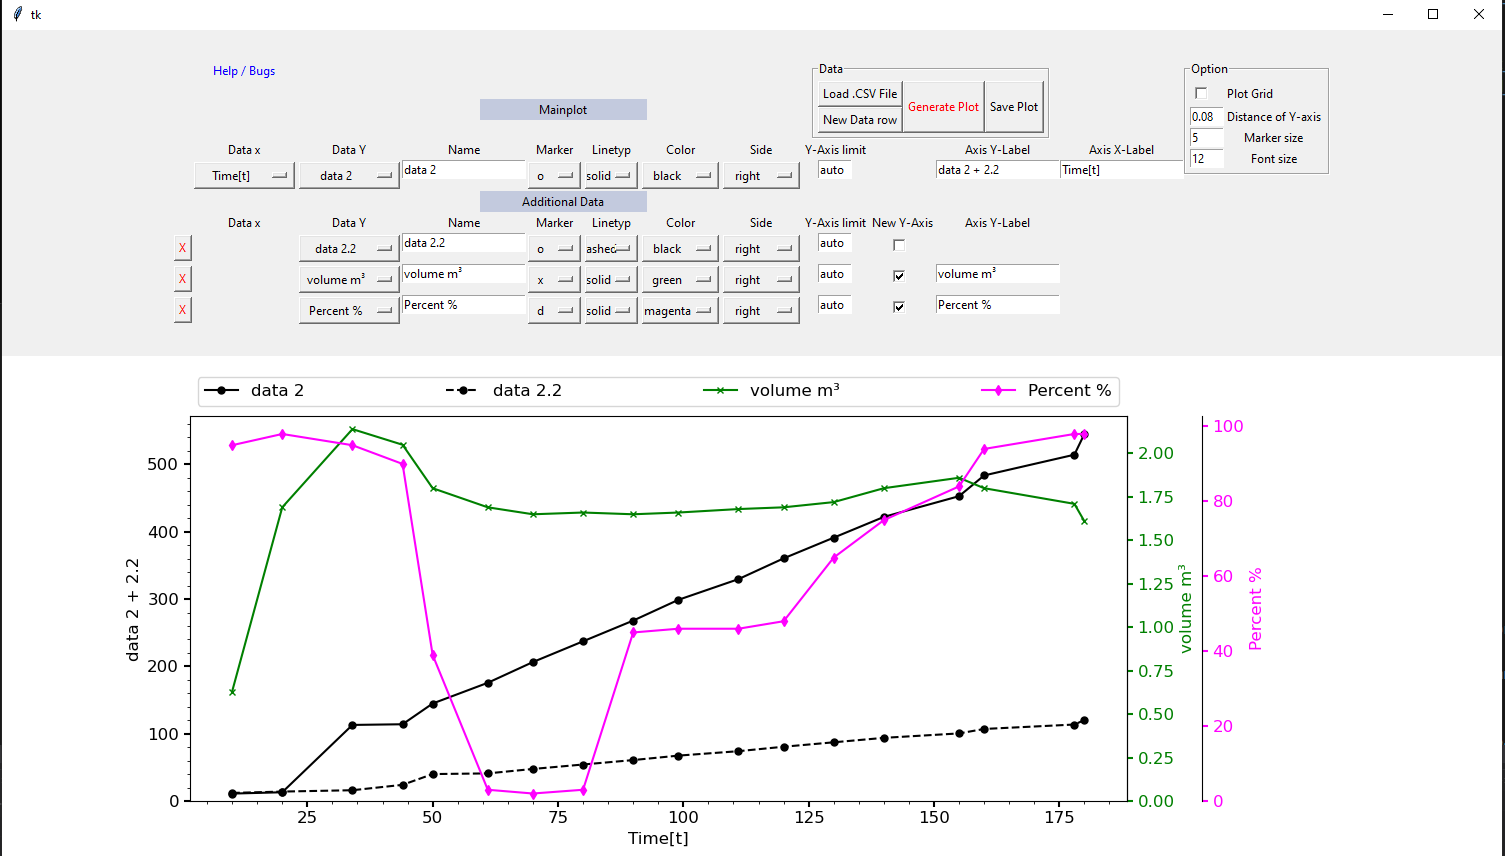 tk
Help / Bugs
Data
Option
Load .CSV File
Generate Plot
Save Plot
New Data row
Plot Grid
0.08 Distance of Y-axis
5 Marker size
12 Font size
Mainplot
Data x Data Y Name Marker Linetyp Color Side Y-Axis limit Axis Y-Label Axis X-Label
Time[t] data 2 data 2 o solid black right auto data 2 + 2.2 Time[t]
Additional Data
Data x Data Y Name Marker Linetyp Color Side Y-Axis limit New Y-Axis Axis Y-Label
X data 2.2 data 2.2 o ashed black right auto
X volume m³ volume m³ x solid green right auto volume m³
X Percent % Percent % d solid magenta right auto Percent %
data 2 data 2.2 volume m³ Percent %
data 2 + 2.2
500
400
300
200
100
0
25 50 75 100 125 150 175
Time[t]
2.00
1.75
1.50
1.25
1.00
0.75
0.50
0.25
0.00
volume m³
100
80
60
40
20
0
Percent %